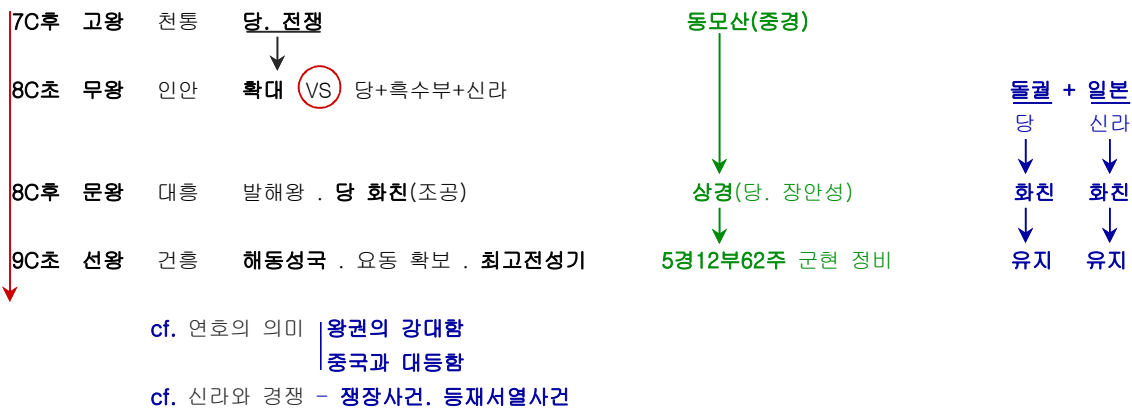 7C후 고왕 천통 당. 전쟁 동모산(중경)
8C초 무왕 인안 확대 VS 당+흑수부+신라 돌궐 + 일본
당 신라
8C후 문왕 대흥 발해왕 . 당 화친(조공) 상경(당. 장안성) 화친 화친
9C초 선왕 건흥 해동성국 . 요동 확보 . 최고전성기 5경12부62주 군현 정비 유지 유지
cf. 연호의 의미 왕권의 강대함
중국과 대등함
cf. 신라와 경쟁 - 쟁장사건. 등재서열사건